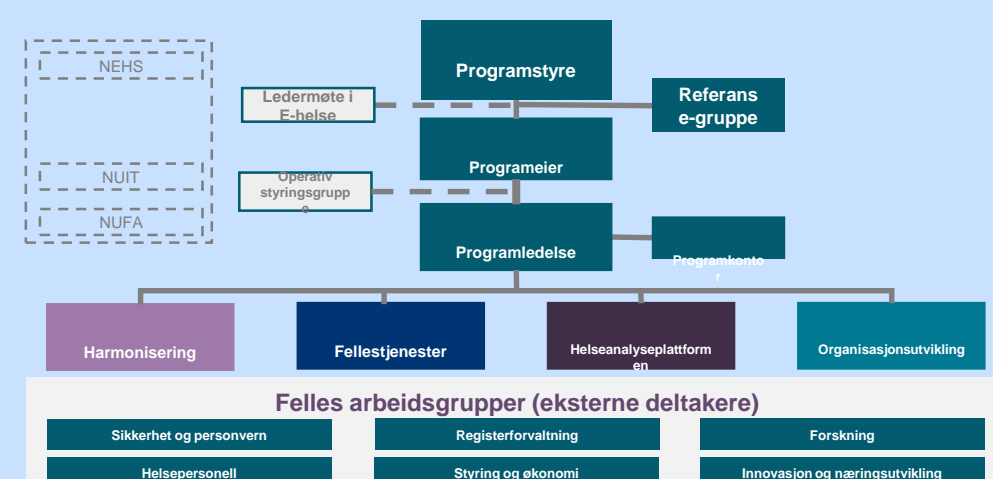 Programstyre
NEHS
Ledermøte i
E-helse
Referans
e-gruppe
Programeier
NUIT
Operativ
styringsgrupp
e
NUFA
Programledelse
Programkonto
r
Harmonisering
Fellestjenester
Helseanalyseplattform
en
Organisasjonsutvikling
Felles arbeidsgrupper (eksterne deltakere)
Sikkerhet og personvern
Registerforvaltning
Forskning
Helsepersonell
Styring og økonomi
Innovasjon og næringsutvikling